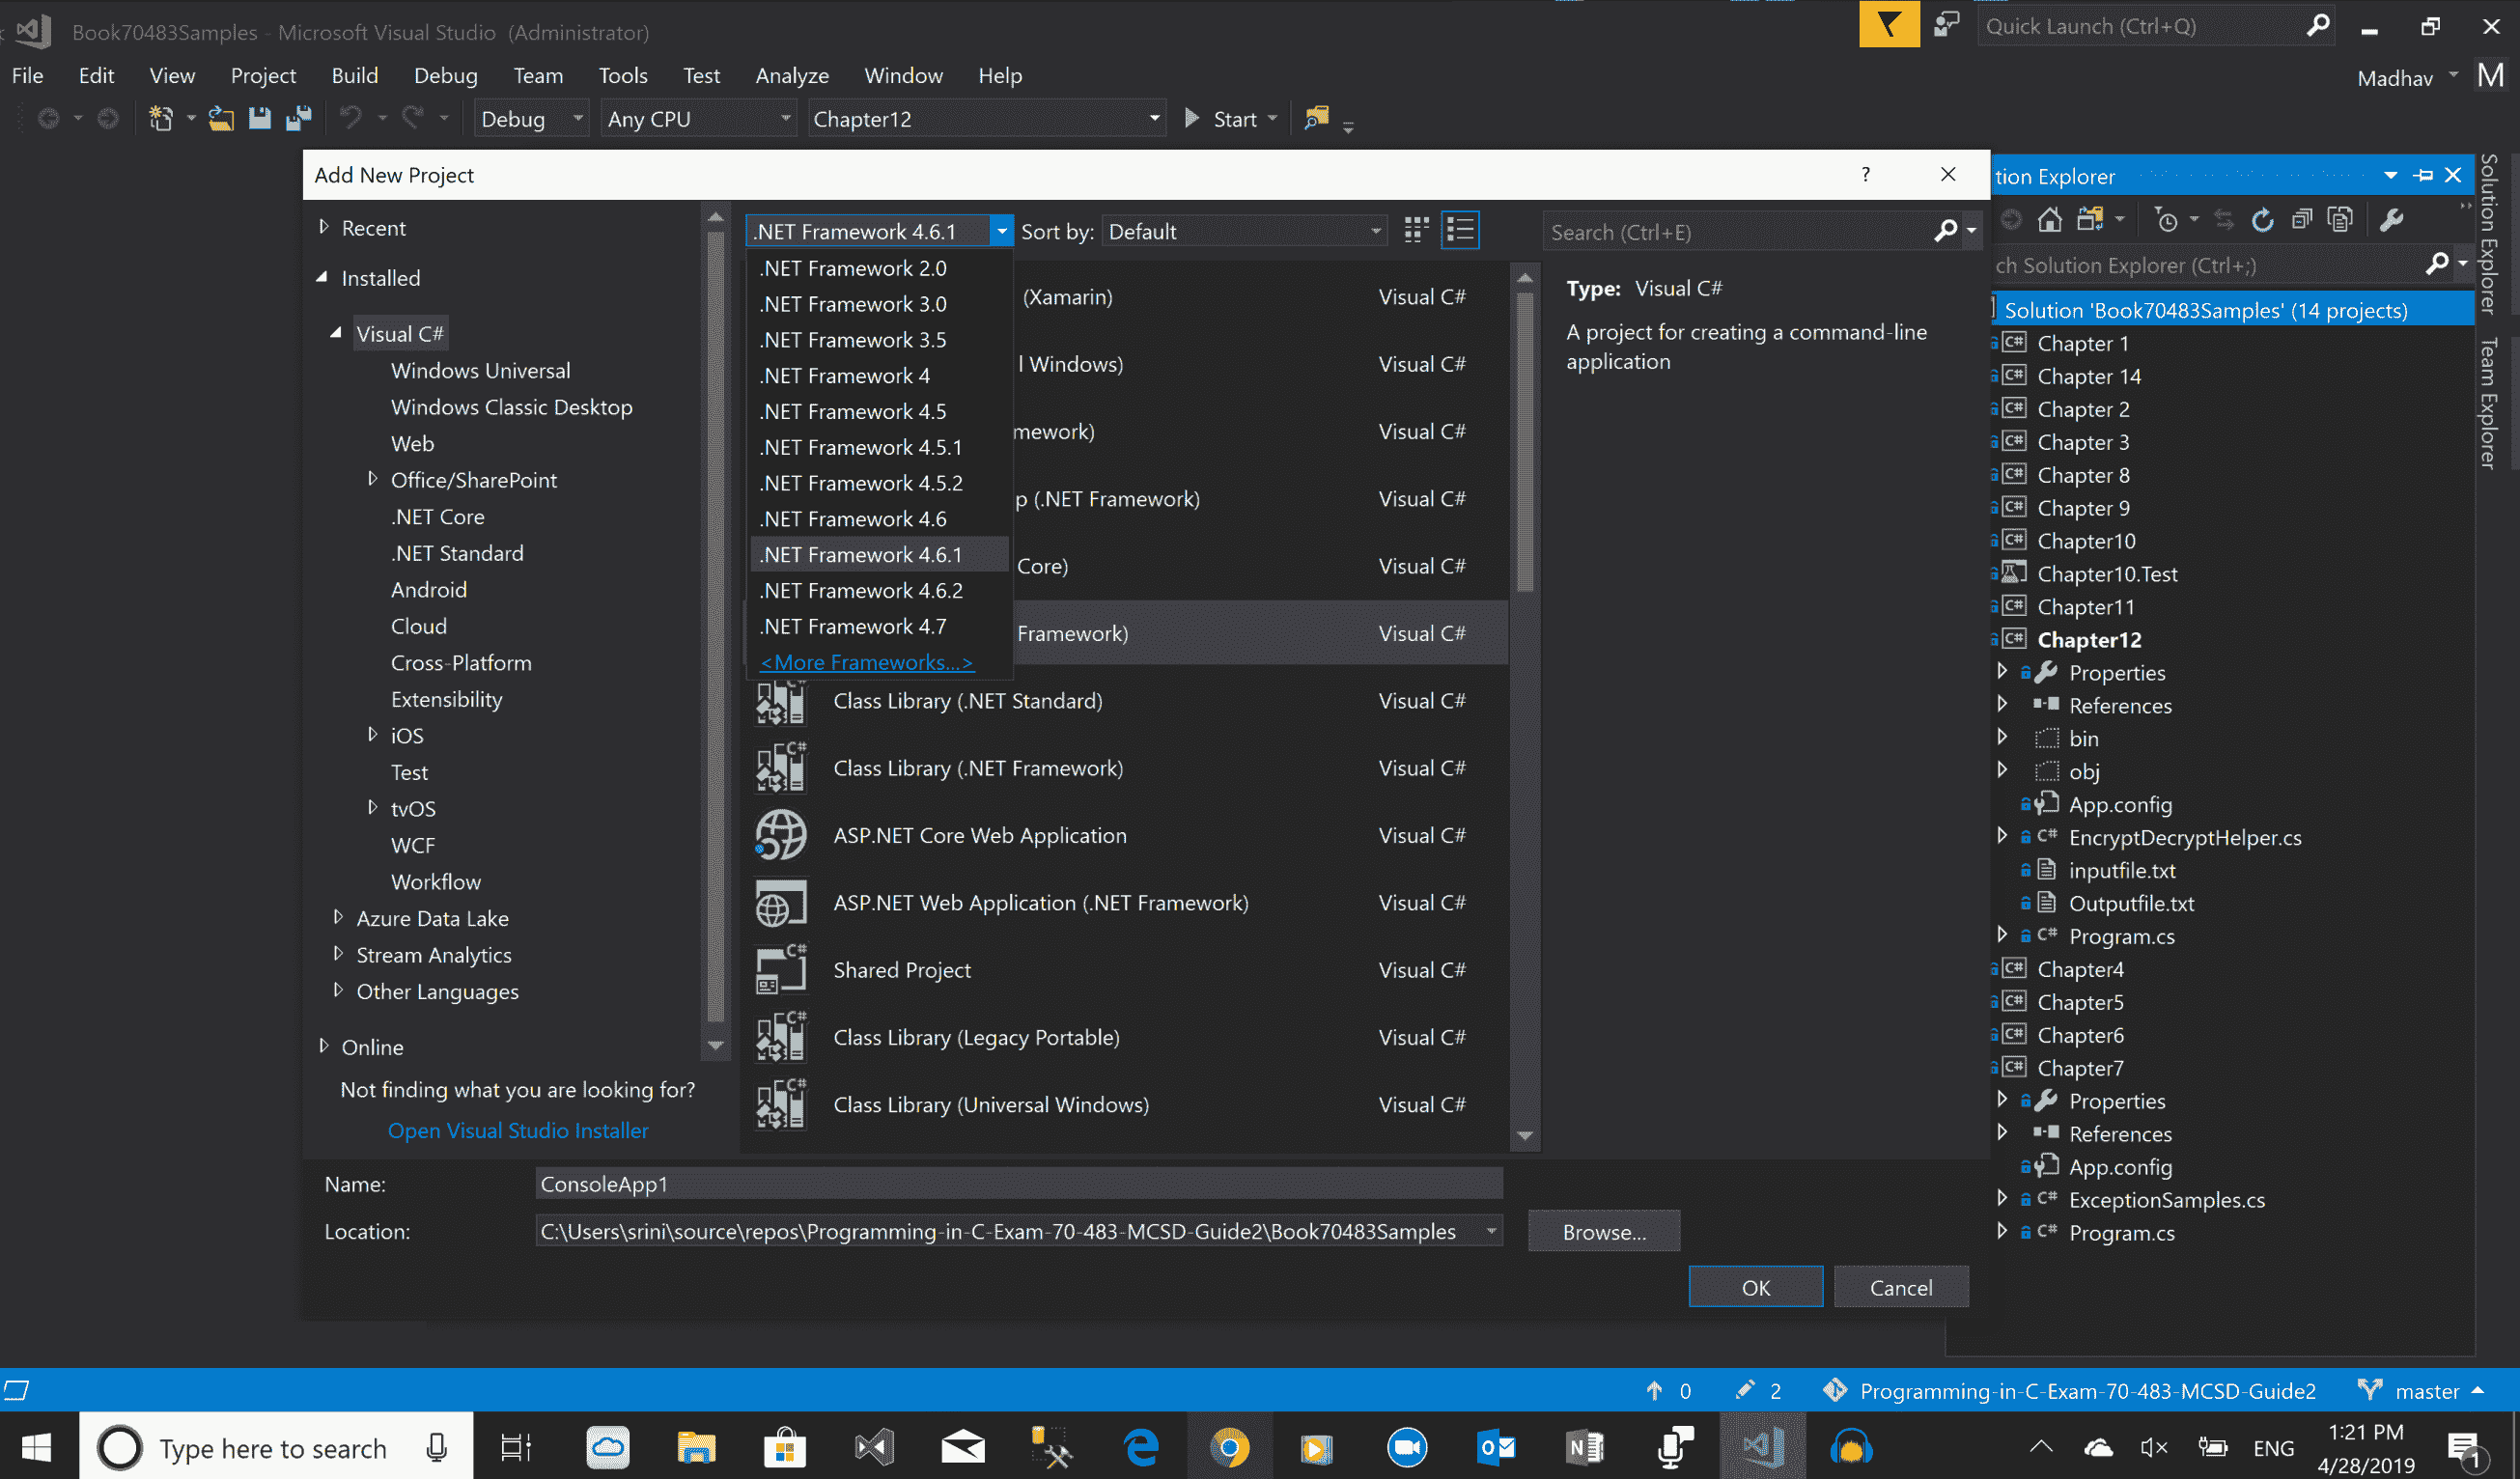 Book70483Samples - Microsoft Visual Studio (Administrator)
Quick Launch (Ctrl+Q)
File Edit View Project Build Debug Team Tools Test Analyze Window Help
Madhav M
Debug Any CPU Chapter12 Start
Add New Project ?
Recent
Installed
Visual C#
Windows Universal
Windows Classic Desktop
Web
Office/SharePoint
.NET Core
.NET Standard
Android
Cloud
Cross-Platform
Extensibility
iOS
Test
tvOS
WCF
Workflow
Azure Data Lake
Stream Analytics
Other Languages
Online
Not finding what you are looking for?
Open Visual Studio Installer
.NET Framework 4.6.1 Sort by: Default
.NET Framework 2.0
.NET Framework 3.0
.NET Framework 3.5
.NET Framework 4
.NET Framework 4.5
.NET Framework 4.5.1
.NET Framework 4.5.2
.NET Framework 4.6
.NET Framework 4.6.1
.NET Framework 4.6.2
.NET Framework 4.7
<More Frameworks...>
(Xamarin) Visual C#
l Windows) Visual C#
mework) Visual C#
p (.NET Framework) Visual C#
Core) Visual C#
Framework) Visual C#
Class Library (.NET Standard) Visual C#
Class Library (.NET Framework) Visual C#
ASP.NET Core Web Application Visual C#
ASP.NET Web Application (.NET Framework) Visual C#
Shared Project Visual C#
Class Library (Legacy Portable) Visual C#
Class Library (Universal Windows) Visual C#
Search (Ctrl+E)
Type: Visual C#
A project for creating a command-line
application
Name: ConsoleApp1
Location: C:\Users\srini\source\repos\Programming-in-C-Exam-70-483-MCSD-Guide2\Book70483Samples Browse...
OK Cancel
tion Explorer
ch Solution Explorer (Ctrl+;)
Solution 'Book70483Samples' (14 projects)
Chapter 1
Chapter 14
Chapter 2
Chapter 3
Chapter 8
Chapter 9
Chapter10
Chapter10.Test
Chapter11
Chapter12
Properties
References
bin
obj
App.config
EncryptDecryptHelper.cs
inputfile.txt
Outputfile.txt
Program.cs
Chapter4
Chapter5
Chapter6
Chapter7
Properties
References
App.config
ExceptionSamples.cs
Program.cs
Solution Explorer
Team Explorer
0 2 Programming-in-C-Exam-70-483-MCSD-Guide2 master
Type here to search
ENG
1:21 PM
4/28/2019
1